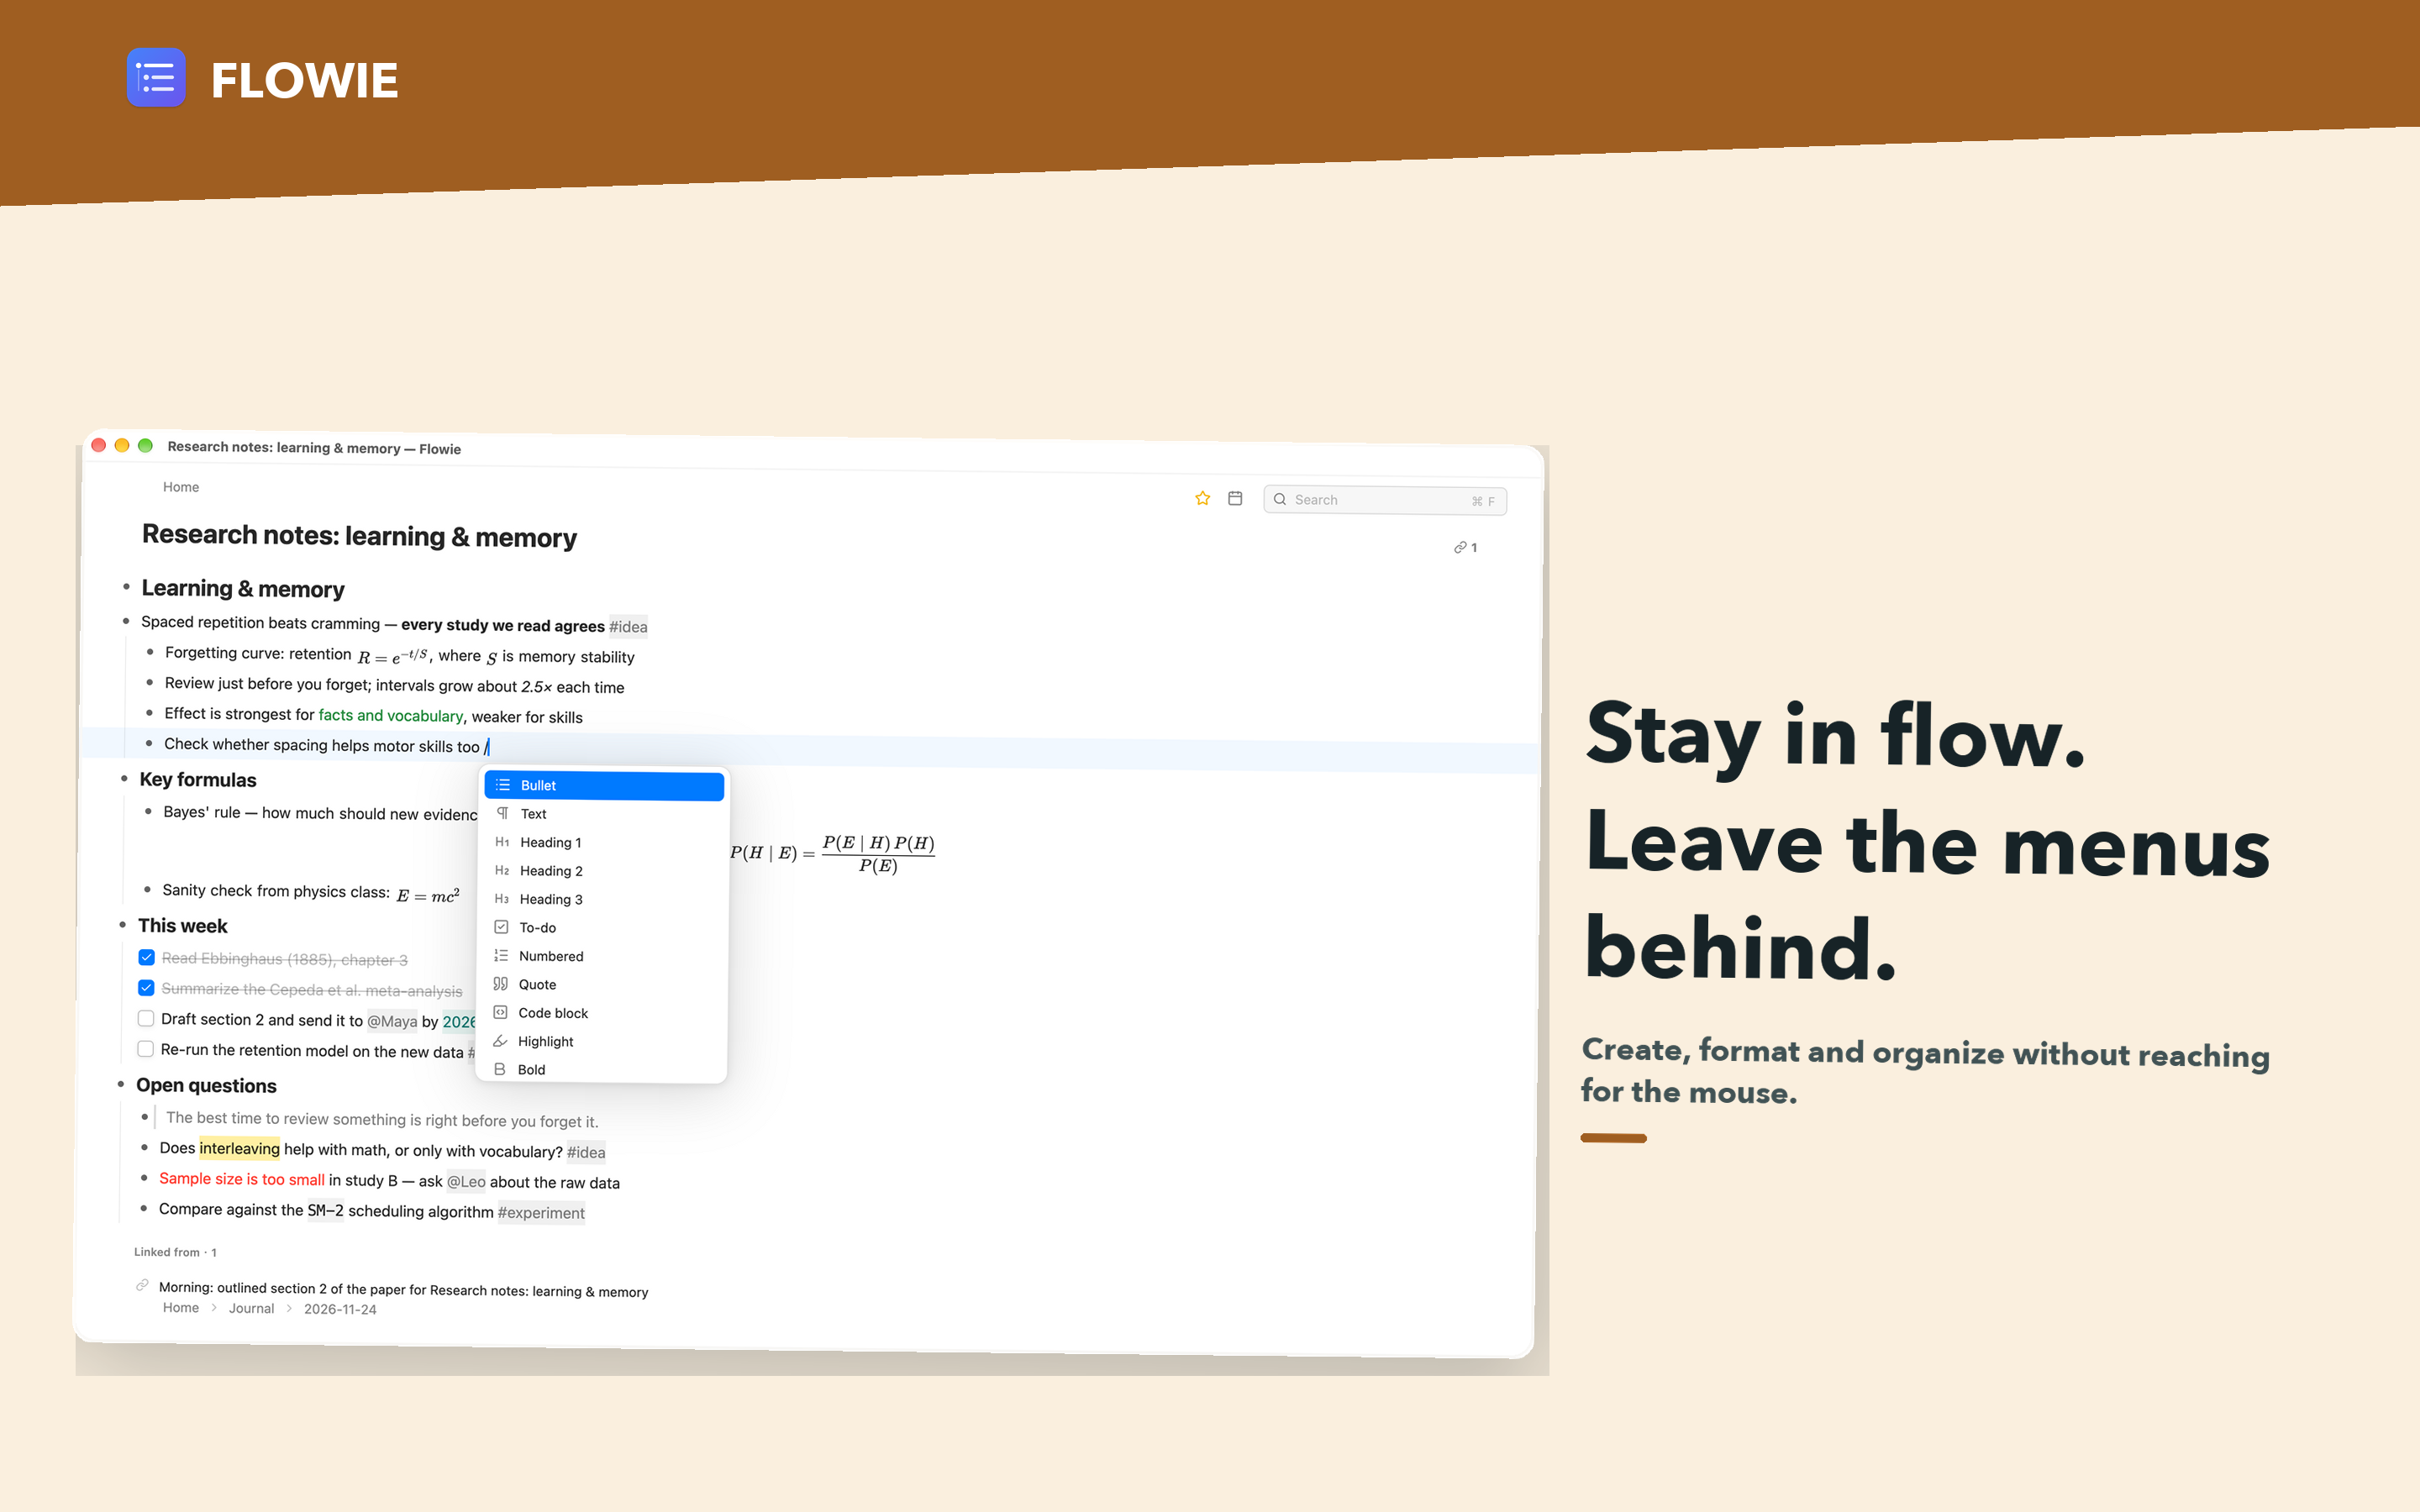 FLOWIE
Research notes: learning & memory — Flowie
Home
Search ⌘ F
Research notes: learning & memory
1
Learning & memory
Spaced repetition beats cramming — every study we read agrees #idea
Forgetting curve: retention R = e^{-t/S}, where S is memory stability
Review just before you forget; intervals grow about 2.5× each time
Effect is strongest for facts and vocabulary, weaker for skills
Check whether spacing helps motor skills too /
Bullet
Text
H1 Heading 1
H2 Heading 2
H3 Heading 3
To-do
Numbered
Quote
Code block
Highlight
B Bold
Key formulas
Bayes' rule — how much should new
P(H | E) = P(E | H) P(H) / P(E)
Sanity check from physics class: E = mc²
This week
Read Ebbinghaus (1885), chapter 3
Summarize the Cepeda et al. meta-analysis
Draft section 2 and send it to @Maya by 2026
Re-run the retention model on the new data #
Open questions
The best time to review something is right before you forget it.
Does interleaving help with math, or only with vocabulary? #idea
Sample size is too small in study B — ask @Leo about the raw data
Compare against the SM-2 scheduling algorithm #experiment
Linked from · 1
Morning: outlined section 2 of the paper for Research notes: learning & memory
Home > Journal > 2026-11-24
Stay in flow.
Leave the menus
behind.
Create, format and organize without reaching
for the mouse.